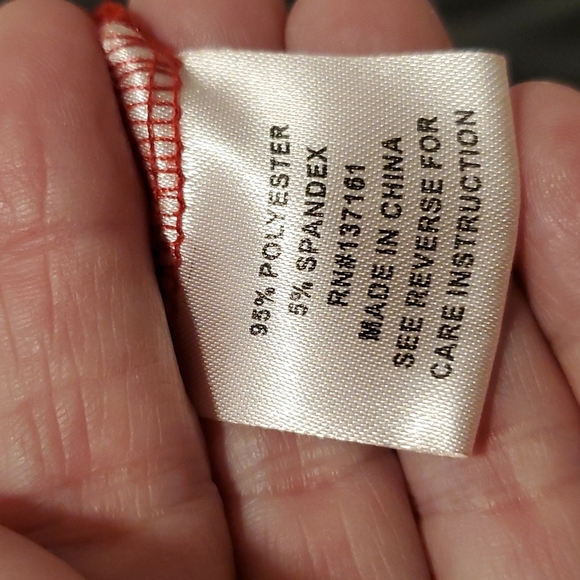 95% POLYESTER
5% SPANDEX
RN#137161
MADE IN CHINA
SEE REVERSE FOR
CARE INSTRUCTION